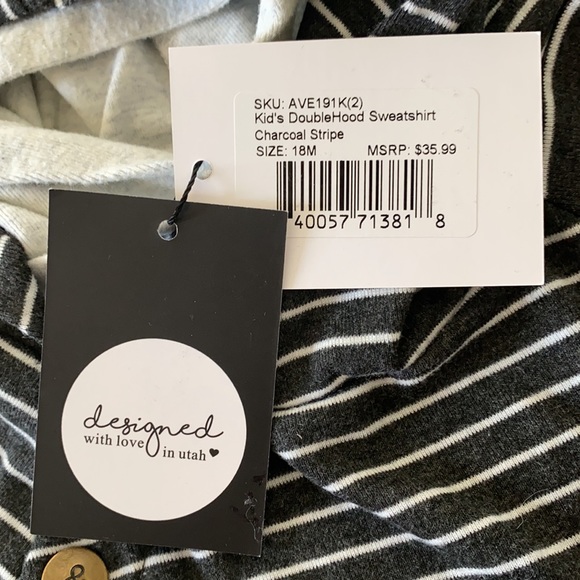 SKU: AVE191K(2)
Kid's DoubleHood Sweatshirt
Charcoal Stripe
SIZE: 18M MSRP: $35.99
40057 71381 8
designed
with love
in utah♥
&